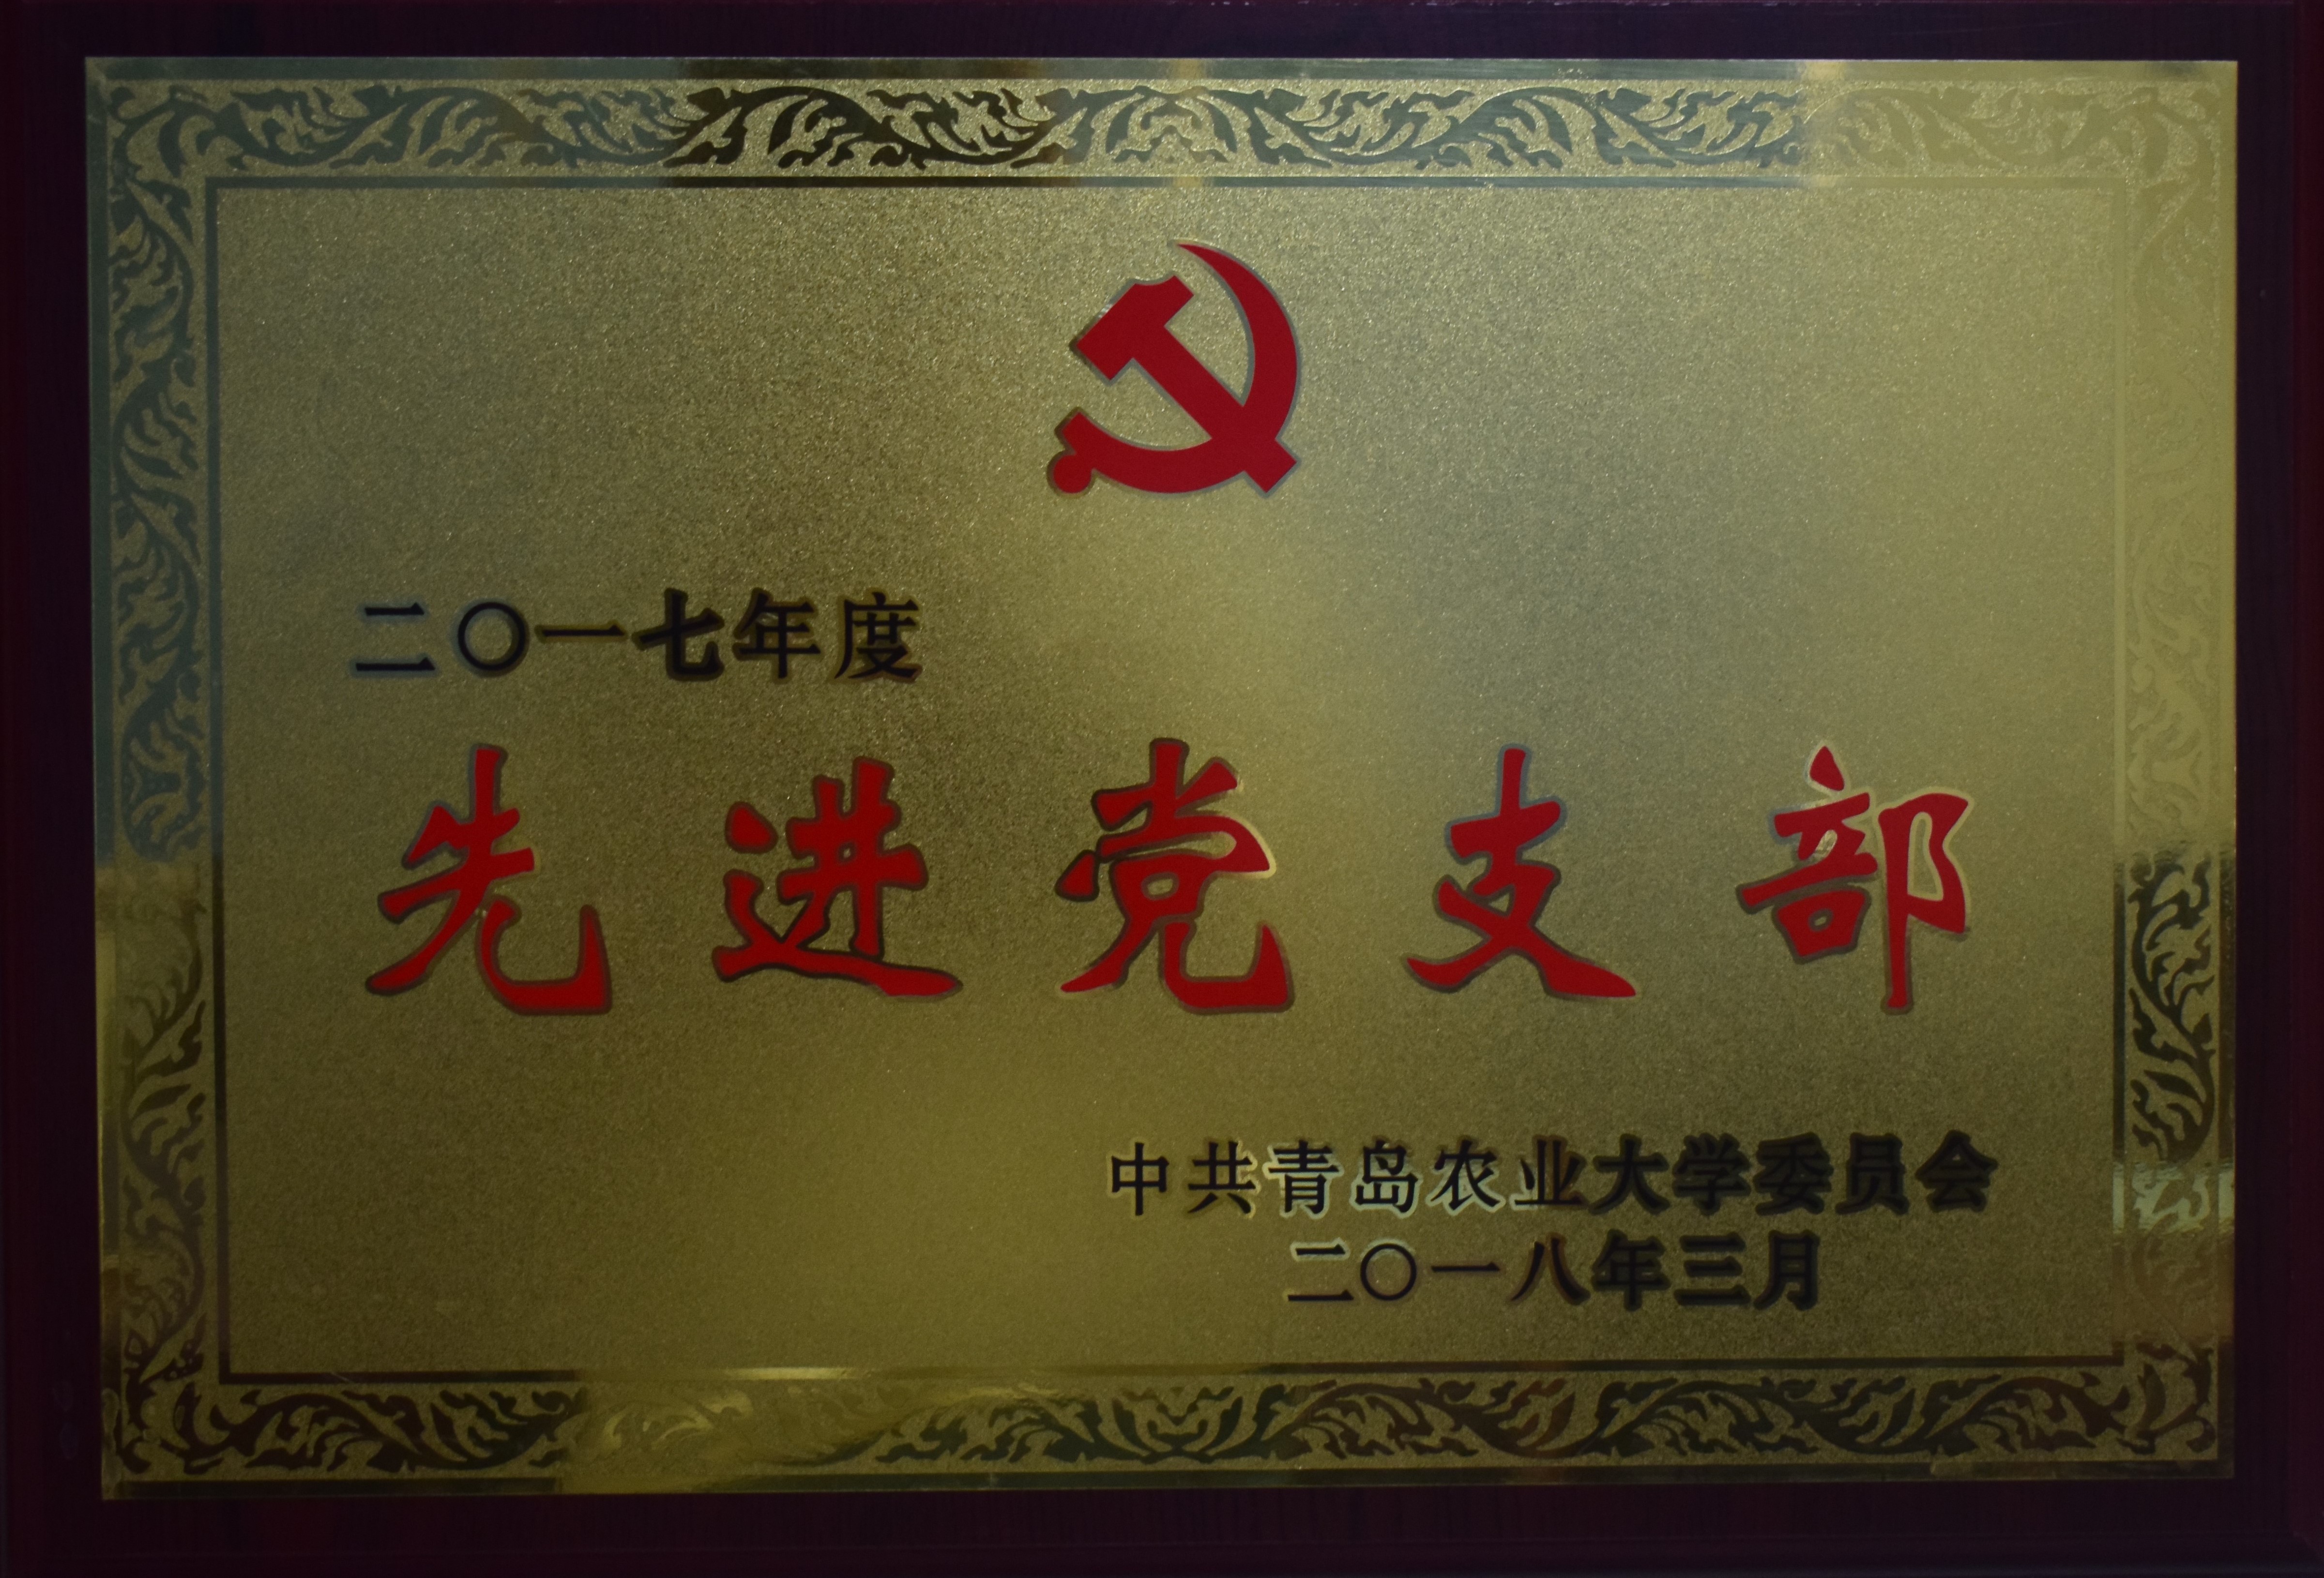 二〇一七年度
先进党支部
中共青岛农业大学委员会
二〇一八年三月